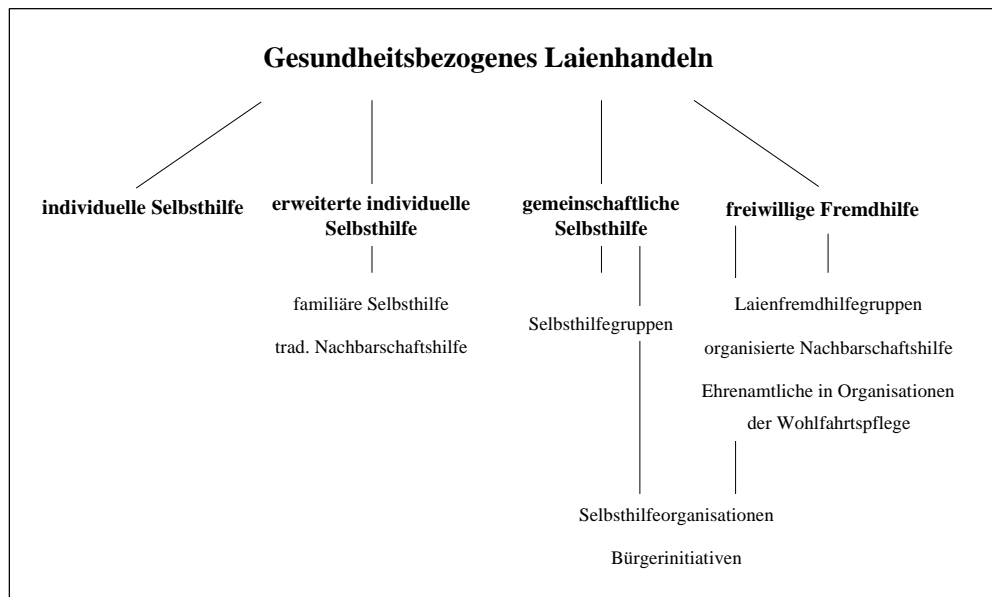 Gesundheitsbezogenes Laienhandeln
individuelle Selbsthilfe
erweiterte individuelle
Selbsthilfe
familiäre Selbsthilfe
trad. Nachbarschaftshilfe
gemeinschaftliche
Selbsthilfe
Selbsthilfegruppen
freiwillige Fremdhilfe
Laienfremdhilfegruppen
organisierte Nachbarschaftshilfe
Ehrenamtliche in Organisationen
der Wohlfahrtspflege
Selbsthilfeorganisationen
Bürgerinitiativen